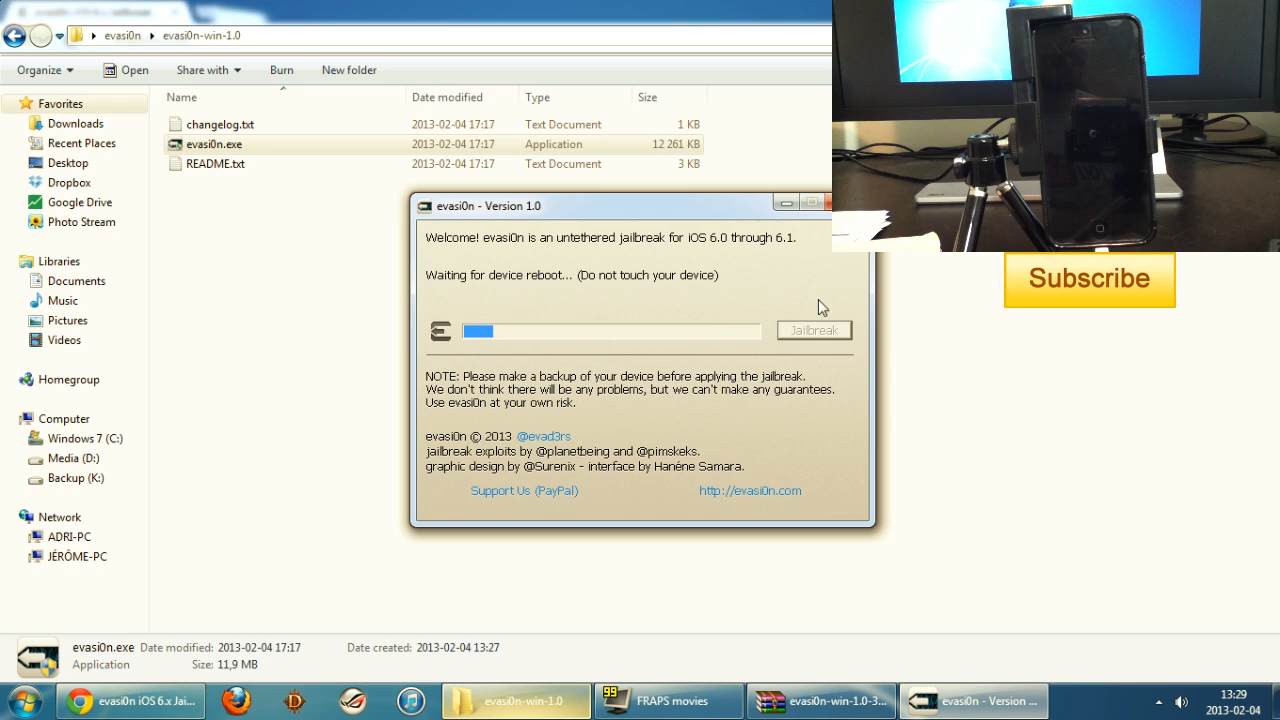 evasi0n
evasi0n-win-1.0
Organize
Open
Share with
Burn
New folder
Name
Date modified
Type
Size
Favorites
Downloads
Recent Places
Desktop
Dropbox
Google Drive
Photo Stream
Libraries
Documents
Music
Pictures
Videos
Homegroup
Computer
Windows 7 (C:)
Media (D:)
Backup (K:)
Network
ADRI-PC
JÉRÔME-PC
changelog.txt 2013-02-04 17:17 Text Document 1 KB
evasi0n.exe 2013-02-04 17:17 Application 12 261 KB
README.txt 2013-02-04 17:17 Text Document 3 KB
evasi0n - Version 1.0
Welcome! evasi0n is an untethered jailbreak for iOS 6.0 through 6.1.
Waiting for device reboot... (Do not touch your device)
Jailbreak
NOTE: Please make a backup of your device before applying the jailbreak.
We don't think there will be any problems, but we can't make any guarantees.
Use evasi0n at your own risk.
evasi0n © 2013 @evad3rs
jailbreak exploits by @planetbeing and @pimskeks.
graphic design by @Surenix - interface by Hanéne Samara.
Support Us (PayPal)
http://evasi0n.com
Subscribe
evasi0n.exe Date modified: 2013-02-04 17:17 Date created: 2013-02-04 13:27
Application Size: 11,9 MB
evasi0n iOS 6.x Jai...
evasi0n-win-1.0
99
FRAPS movies
evasi0n-win-1.0-3...
evasi0n - Version ...
13:29
2013-02-04